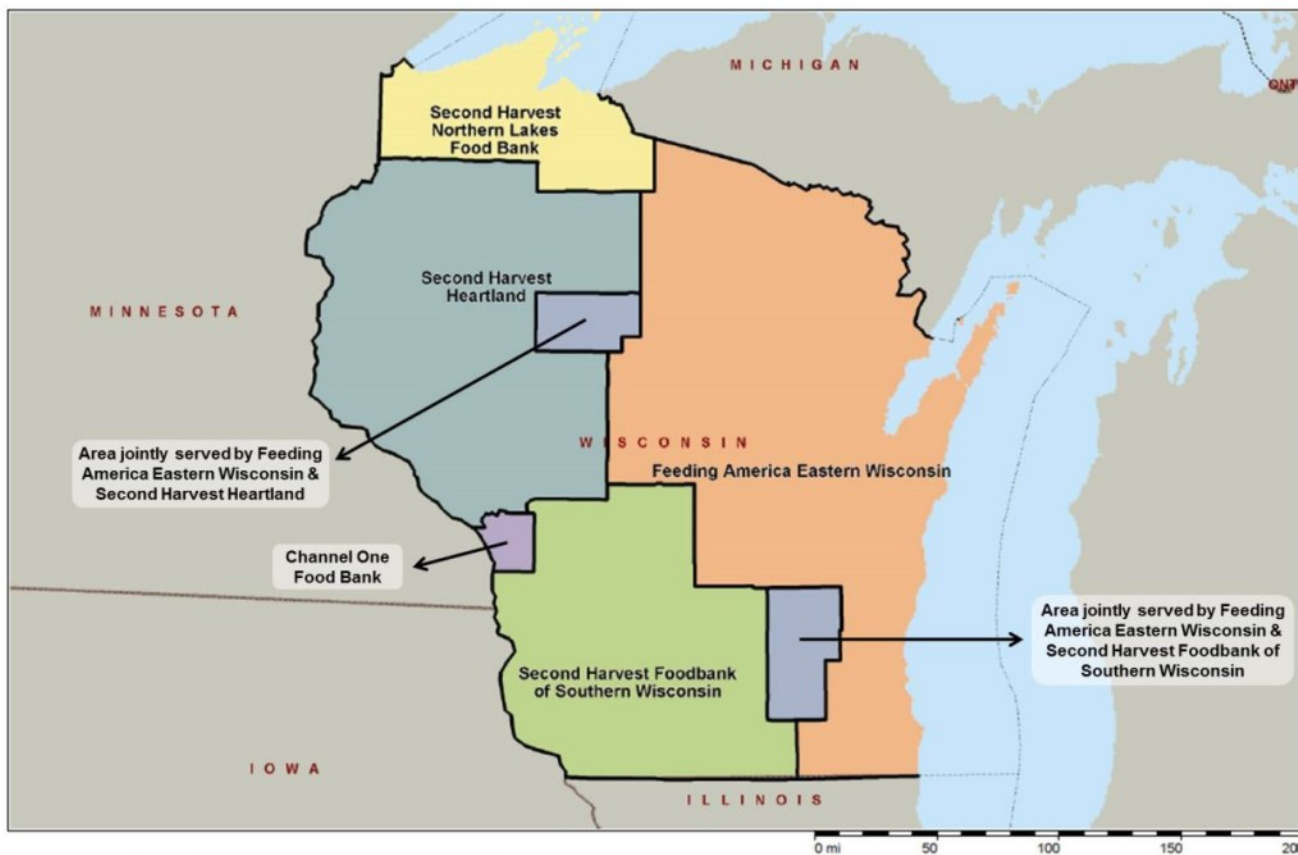 MICHIGAN
ONT
Second Harvest
Northern Lakes
Food Bank
MINNESOTA
Second Harvest
Heartland
WISCONSIN
Area jointly served by Feeding
America Eastern Wisconsin &
Second Harvest Heartland
Feeding America Eastern Wisconsin
Channel One
Food Bank
Area jointly served by Feeding
America Eastern Wisconsin &
Second Harvest Foodbank of
Southern Wisconsin
Second Harvest Foodbank
of Southern Wisconsin
IOWA
ILLINOIS
0 mi 50 100 150 20